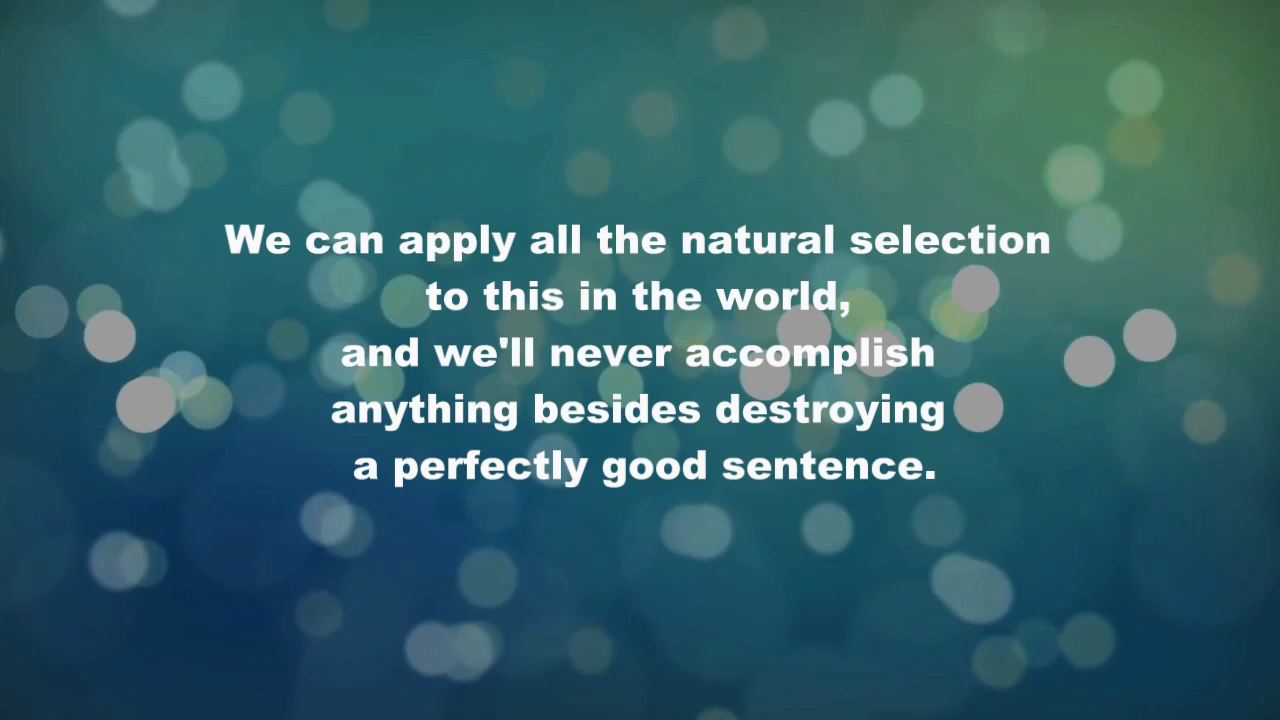 We can apply all the natural selection
to this in the world,
and we'll never accomplish
anything besides destroying
a perfectly good sentence.